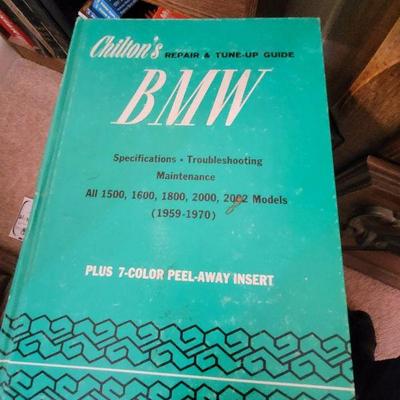 Chilton's REPAIR & TUNE-UP GUIDE
BMW
Specifications • Troubleshooting
Maintenance
All 1500, 1600, 1800, 2000, 2002 Models
(1959-1970)
PLUS 7-COLOR PEEL-AWAY INSERT